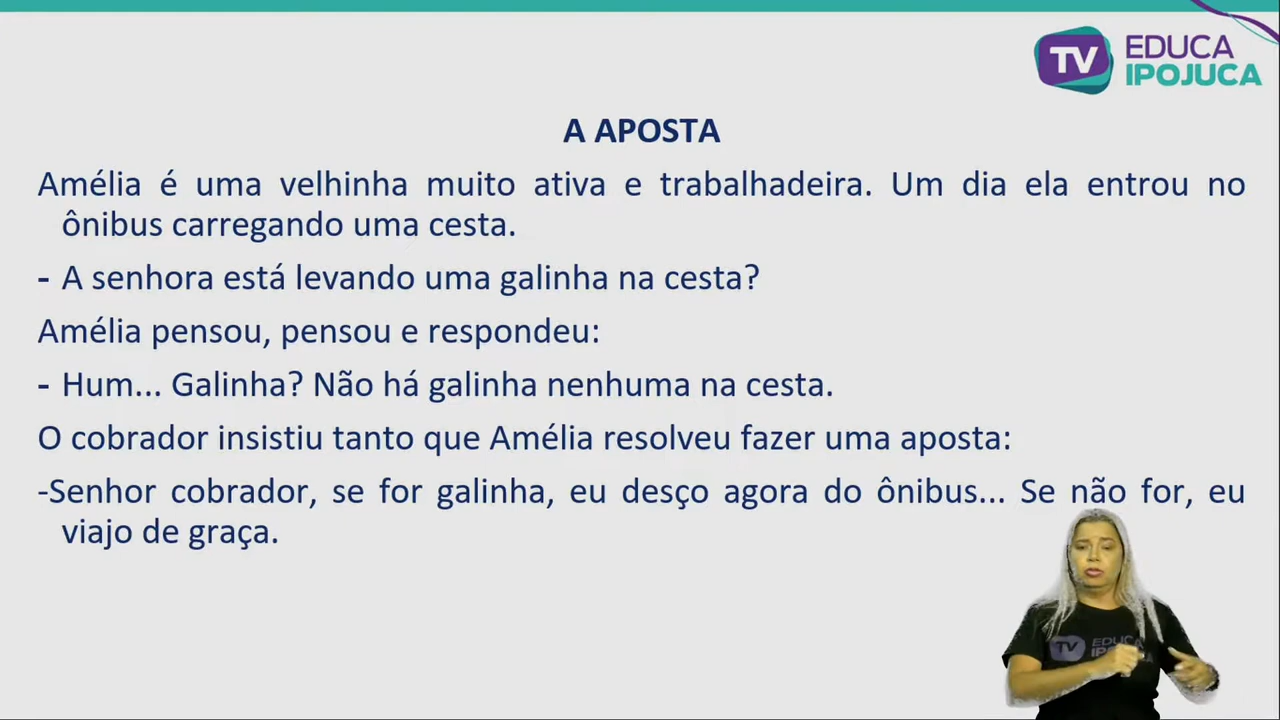 TV EDUCA
IPOJUCA
A APOSTA
Amélia é uma velhinha muito ativa e trabalhadeira. Um dia ela entrou no
ônibus carregando uma cesta.
- A senhora está levando uma galinha na cesta?
Amélia pensou, pensou e respondeu:
- Hum... Galinha? Não há galinha nenhuma na cesta.
O cobrador insistiu tanto que Amélia resolveu fazer uma aposta:
-Senhor cobrador, se for galinha, eu desço agora do ônibus... Se não for, eu
viajo de graça.
TV EDUCA